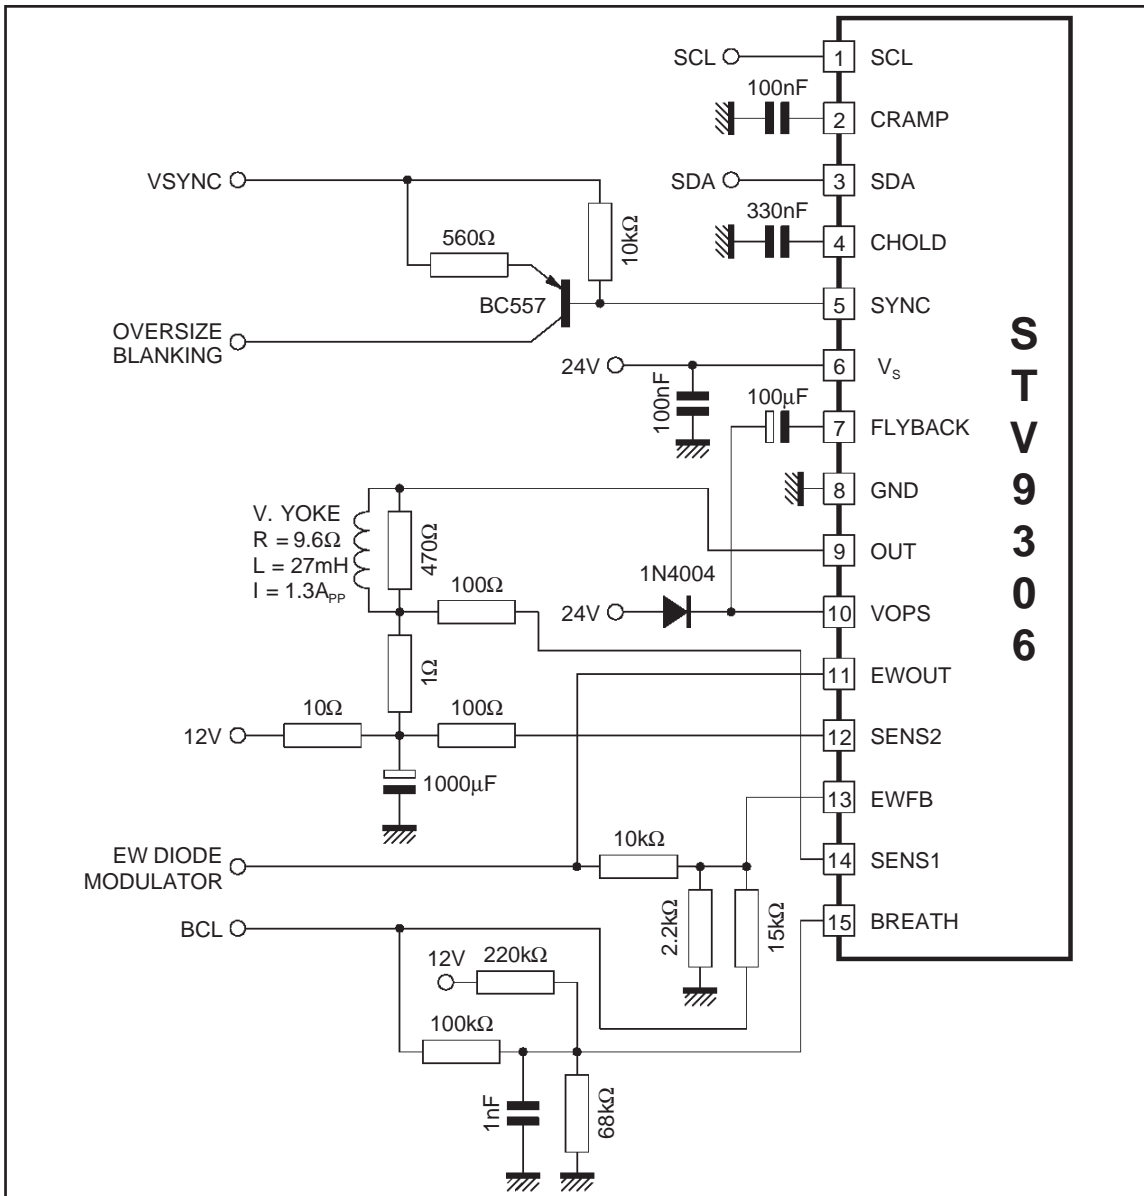 SCL
1
SCL
100nF
2
CRAMP
VSYNC
SDA
3
SDA
330nF
560Ω
10kΩ
4
CHOLD
BC557
5
SYNC
OVERSIZE
BLANKING
24V
6
VS
100nF
100µF
7
FLYBACK
8
GND
V. YOKE
R = 9.6Ω
L = 27mH
I = 1.3APP
470Ω
9
OUT
100Ω
1N4004
24V
10
VOPS
1Ω
11
EWOUT
12V
10Ω
100Ω
12
SENS2
1000µF
13
EWFB
10kΩ
EW DIODE
MODULATOR
14
SENS1
2.2kΩ
15kΩ
BCL
15
BREATH
12V
220kΩ
100kΩ
1nF
68kΩ
S
T
V
9
3
0
6